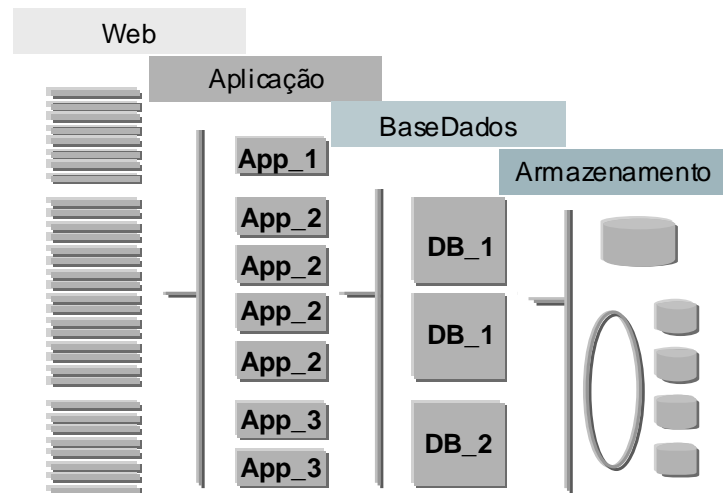 Web
Aplicação
BaseDados
Armazenamento
App_1
App_2
App_2
App_2
App_2
App_3
App_3
DB_1
DB_1
DB_2